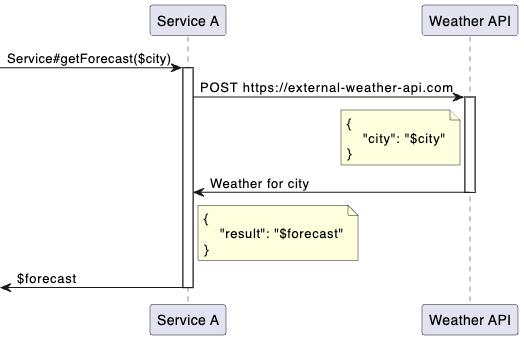 Service A
Weather API
Service#getForecast($city)
POST https://external-weather-api.com
{
"city": "$city"
}
Weather for city
{
"result": "$forecast"
}
$forecast
Service A
Weather API